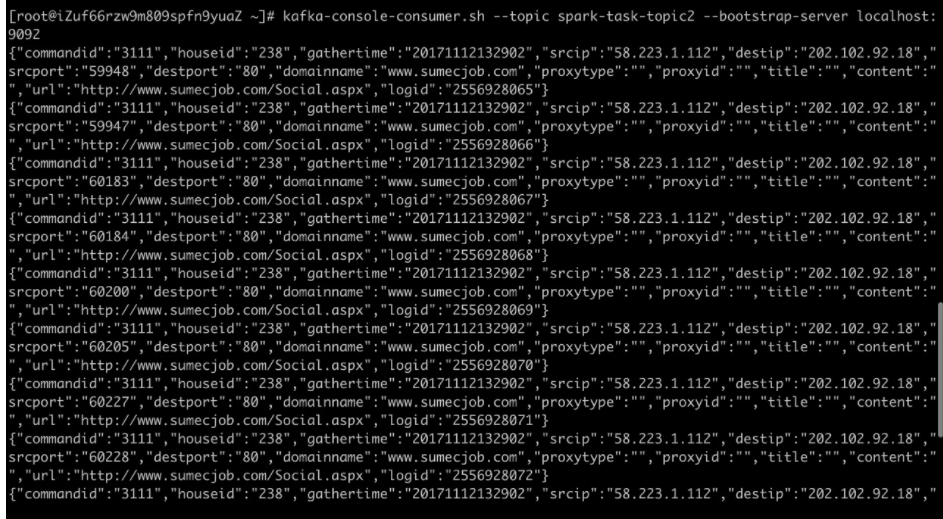 [root@iZuf66rzw9m809spfn9yuaZ ~]# kafka-console-consumer.sh --topic spark-task-topic2 --bootstrap-server localhost:
9092
{"commandid":"3111","houseid":"238","gathertime":"20171112132902","srcip":"58.223.1.112","destip":"202.102.92.18","
srcport":"59948","destport":"80","domainname":"www.sumecjob.com","proxytype":"","proxyid":"","title":"","content":"
","url":"http://www.sumecjob.com/Social.aspx","logid":"2556928065"}
{"commandid":"3111","houseid":"238","gathertime":"20171112132902","srcip":"58.223.1.112","destip":"202.102.92.18","
srcport":"59947","destport":"80","domainname":"www.sumecjob.com","proxytype":"","proxyid":"","title":"","content":"
","url":"http://www.sumecjob.com/Social.aspx","logid":"2556928066"}
{"commandid":"3111","houseid":"238","gathertime":"20171112132902","srcip":"58.223.1.112","destip":"202.102.92.18","
srcport":"60183","destport":"80","domainname":"www.sumecjob.com","proxytype":"","proxyid":"","title":"","content":"
","url":"http://www.sumecjob.com/Social.aspx","logid":"2556928067"}
{"commandid":"3111","houseid":"238","gathertime":"20171112132902","srcip":"58.223.1.112","destip":"202.102.92.18","
srcport":"60184","destport":"80","domainname":"www.sumecjob.com","proxytype":"","proxyid":"","title":"","content":"
","url":"http://www.sumecjob.com/Social.aspx","logid":"2556928068"}
{"commandid":"3111","houseid":"238","gathertime":"20171112132902","srcip":"58.223.1.112","destip":"202.102.92.18","
srcport":"60200","destport":"80","domainname":"www.sumecjob.com","proxytype":"","proxyid":"","title":"","content":"
","url":"http://www.sumecjob.com/Social.aspx","logid":"2556928069"}
{"commandid":"3111","houseid":"238","gathertime":"20171112132902","srcip":"58.223.1.112","destip":"202.102.92.18","
srcport":"60205","destport":"80","domainname":"www.sumecjob.com","proxytype":"","proxyid":"","title":"","content":"
","url":"http://www.sumecjob.com/Social.aspx","logid":"2556928070"}
{"commandid":"3111","houseid":"238","gathertime":"20171112132902","srcip":"58.223.1.112","destip":"202.102.92.18","
srcport":"60227","destport":"80","domainname":"www.sumecjob.com","proxytype":"","proxyid":"","title":"","content":"
","url":"http://www.sumecjob.com/Social.aspx","logid":"2556928071"}
{"commandid":"3111","houseid":"238","gathertime":"20171112132902","srcip":"58.223.1.112","destip":"202.102.92.18","
srcport":"60228","destport":"80","domainname":"www.sumecjob.com","proxytype":"","proxyid":"","title":"","content":"
","url":"http://www.sumecjob.com/Social.aspx","logid":"2556928072"}
{"commandid":"3111","houseid":"238","gathertime":"20171112132902","srcip":"58.223.1.112","destip":"202.102.92.18","